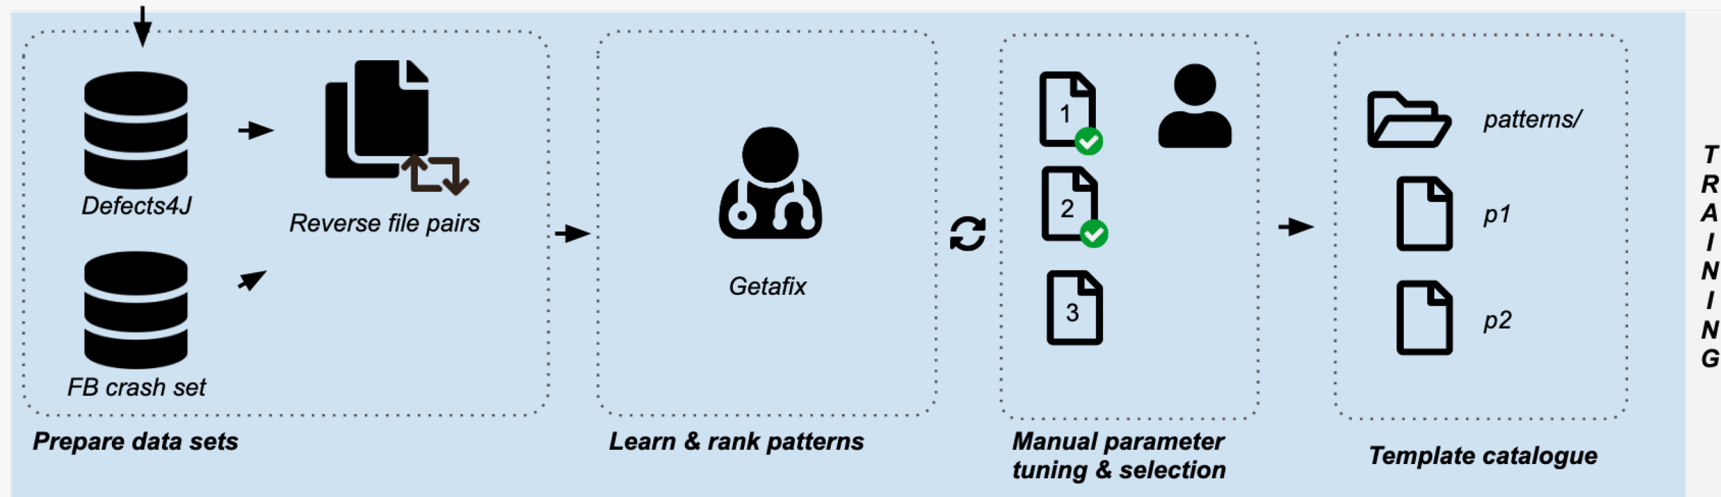 Defects4J
Reverse file pairs
FB crash set
Prepare data sets
Getafix
Learn & rank patterns
1
2
3
Manual parameter
tuning & selection
patterns/
p1
p2
Template catalogue
TRAINING